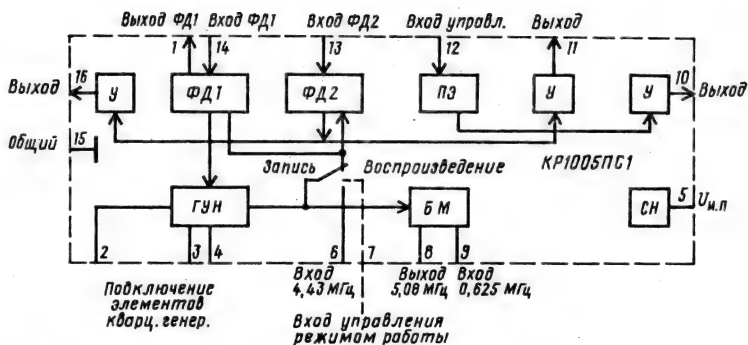 Выход ФД1 Вход ФД1 Вход ФД2 Вход управл. Выход
1 14 13 12 11
16 10
Выход У ФД1 ФД2 ПЭ У У Выход
Общий 15
Запись Воспроизведение КР1005ПС1
ГУН БМ СН 5 Uи.п
2 3 4 6 7 8 9
Подключение
элементов
кварц. генер.
Вход
4,43 МГц
Выход
5,08 МГц
Вход
0,625 МГц
Вход управления
режимом работы